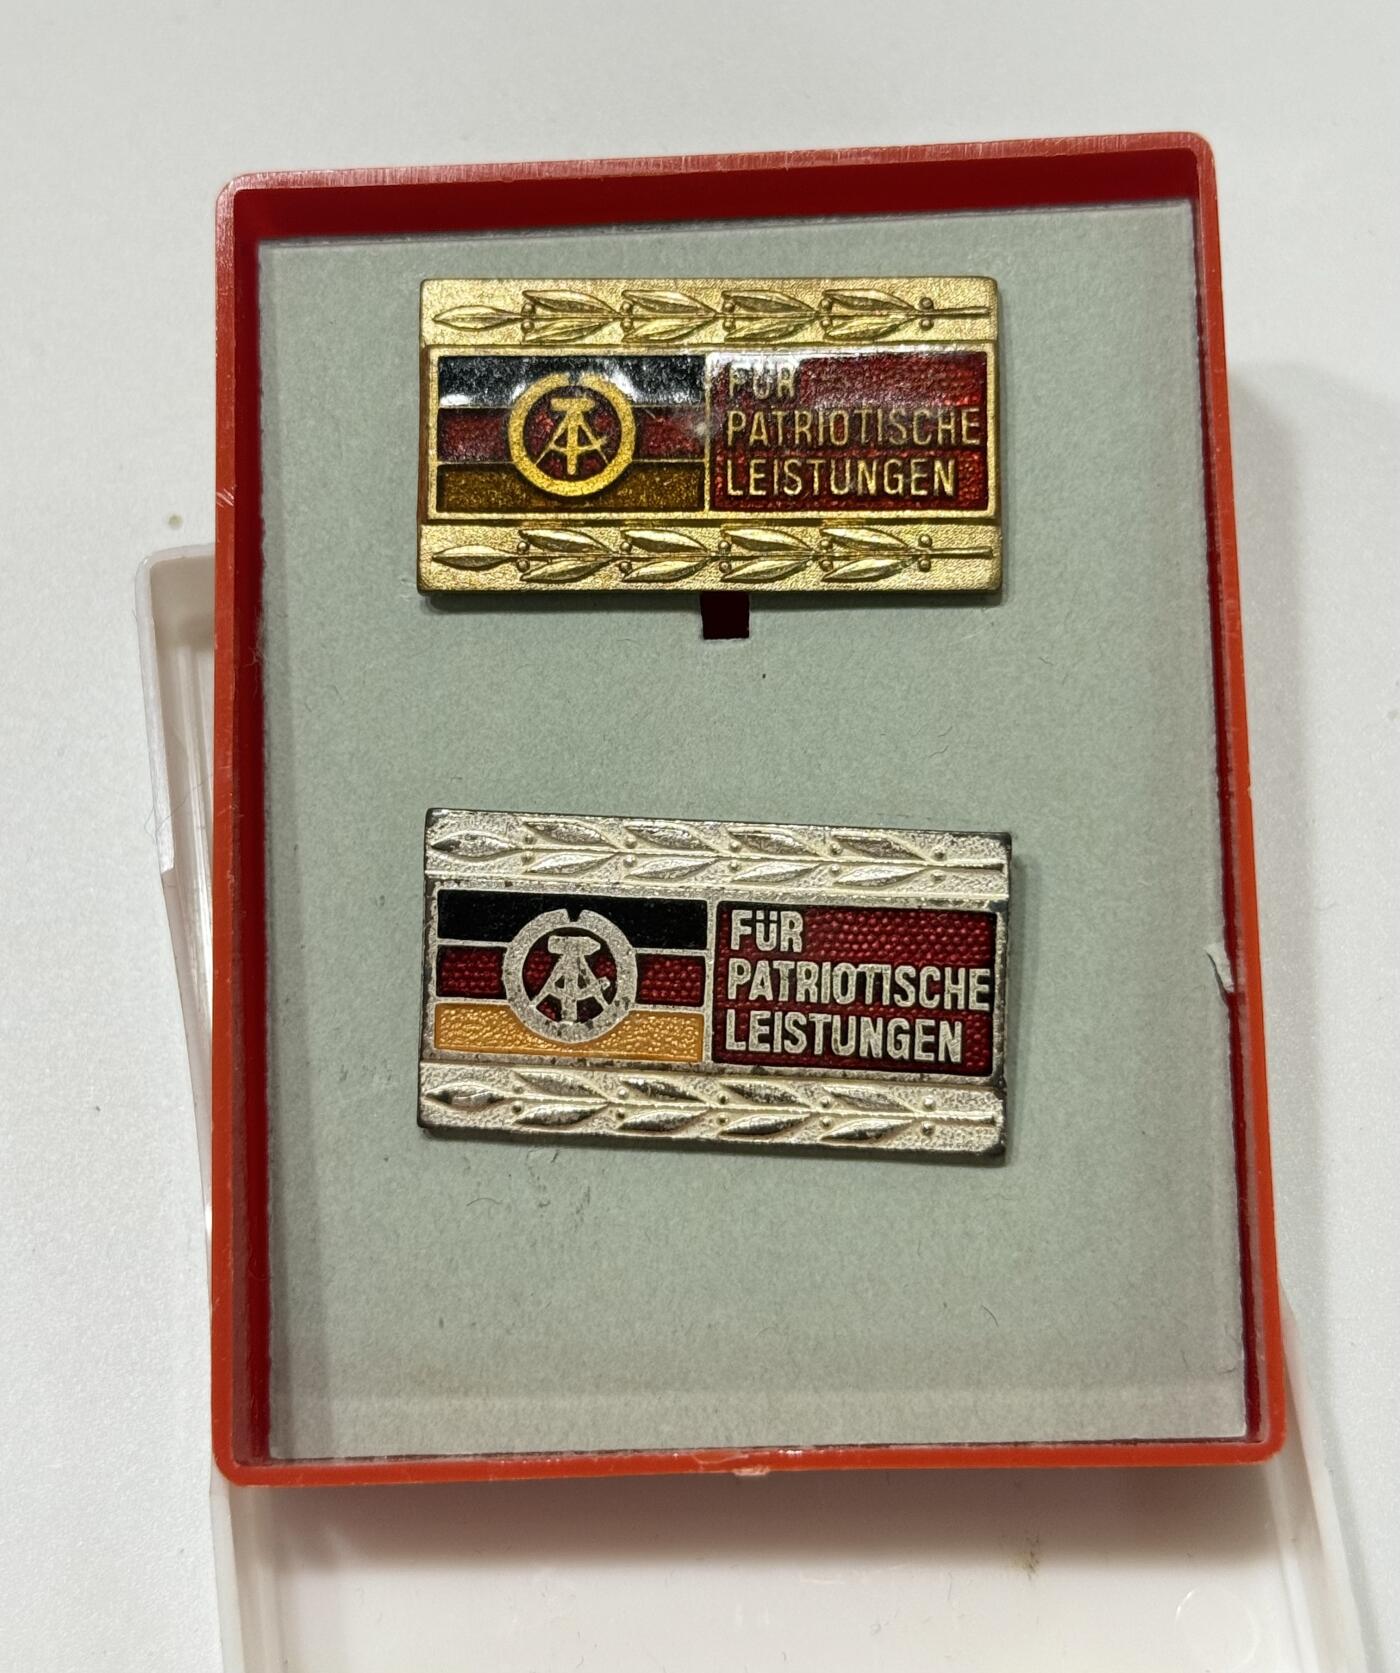 FÜR
PATRIOTISCHE
LEISTUNGEN
FÜR
PATRIOTISCHE
LEISTUNGEN